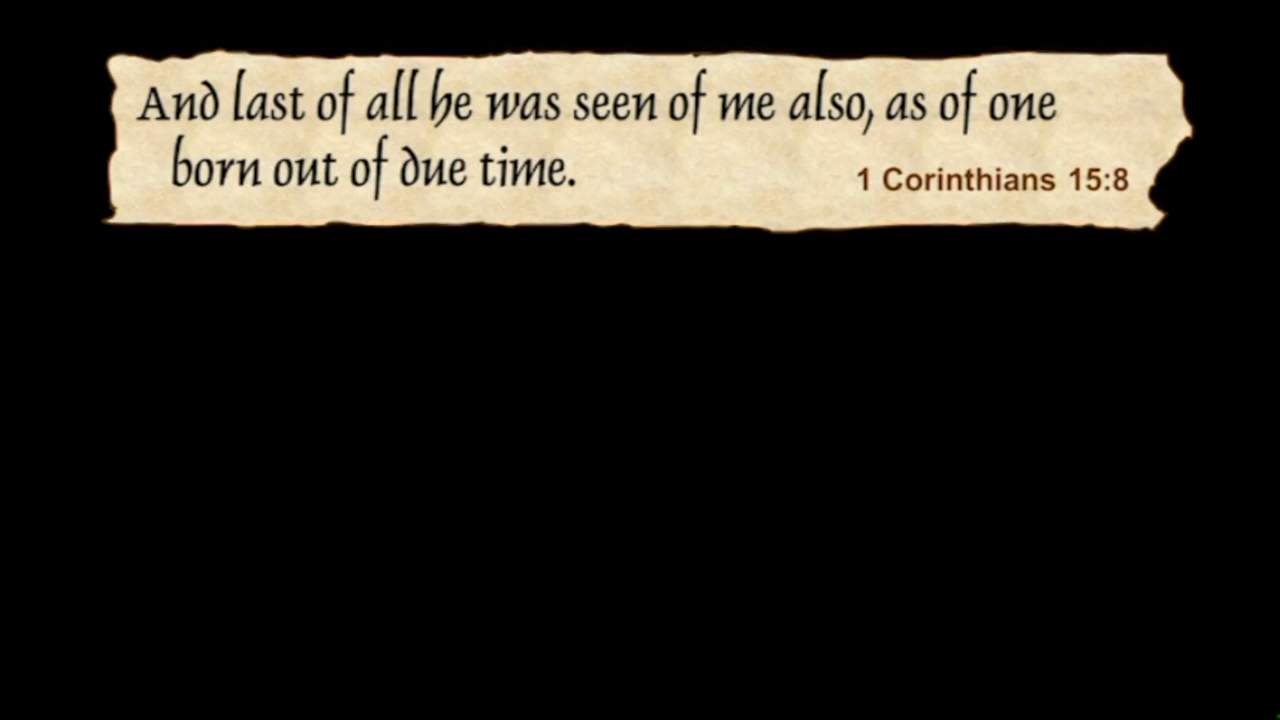 And last of all he was seen of me also, as of one
born out of due time.
1 Corinthians 15:8